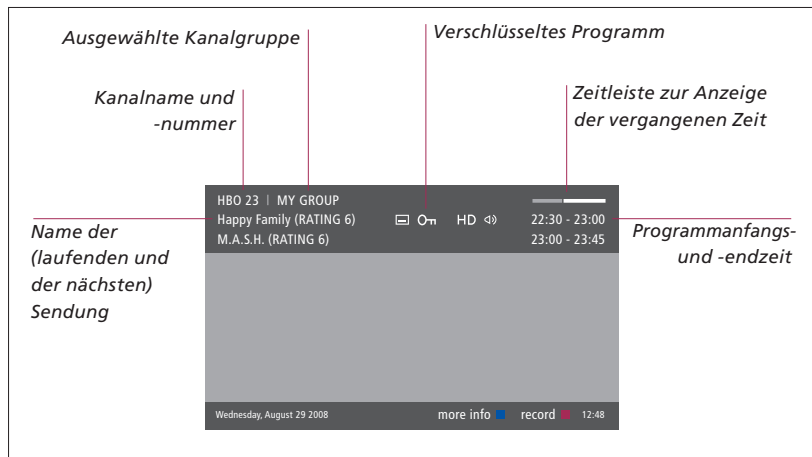 Ausgewählte Kanalgruppe
Verschlüsseltes Programm
Kanalname und
-nummer
Zeitleiste zur Anzeige
der vergangenen Zeit
HBO 23 | MY GROUP
Happy Family (RATING 6) HD 22:30 - 23:00
M.A.S.H. (RATING 6) 23:00 - 23:45
Name der
(laufenden und
der nächsten)
Sendung
Programmanfangs-
und -endzeit
Wednesday, August 29 2008 more info record 12:48